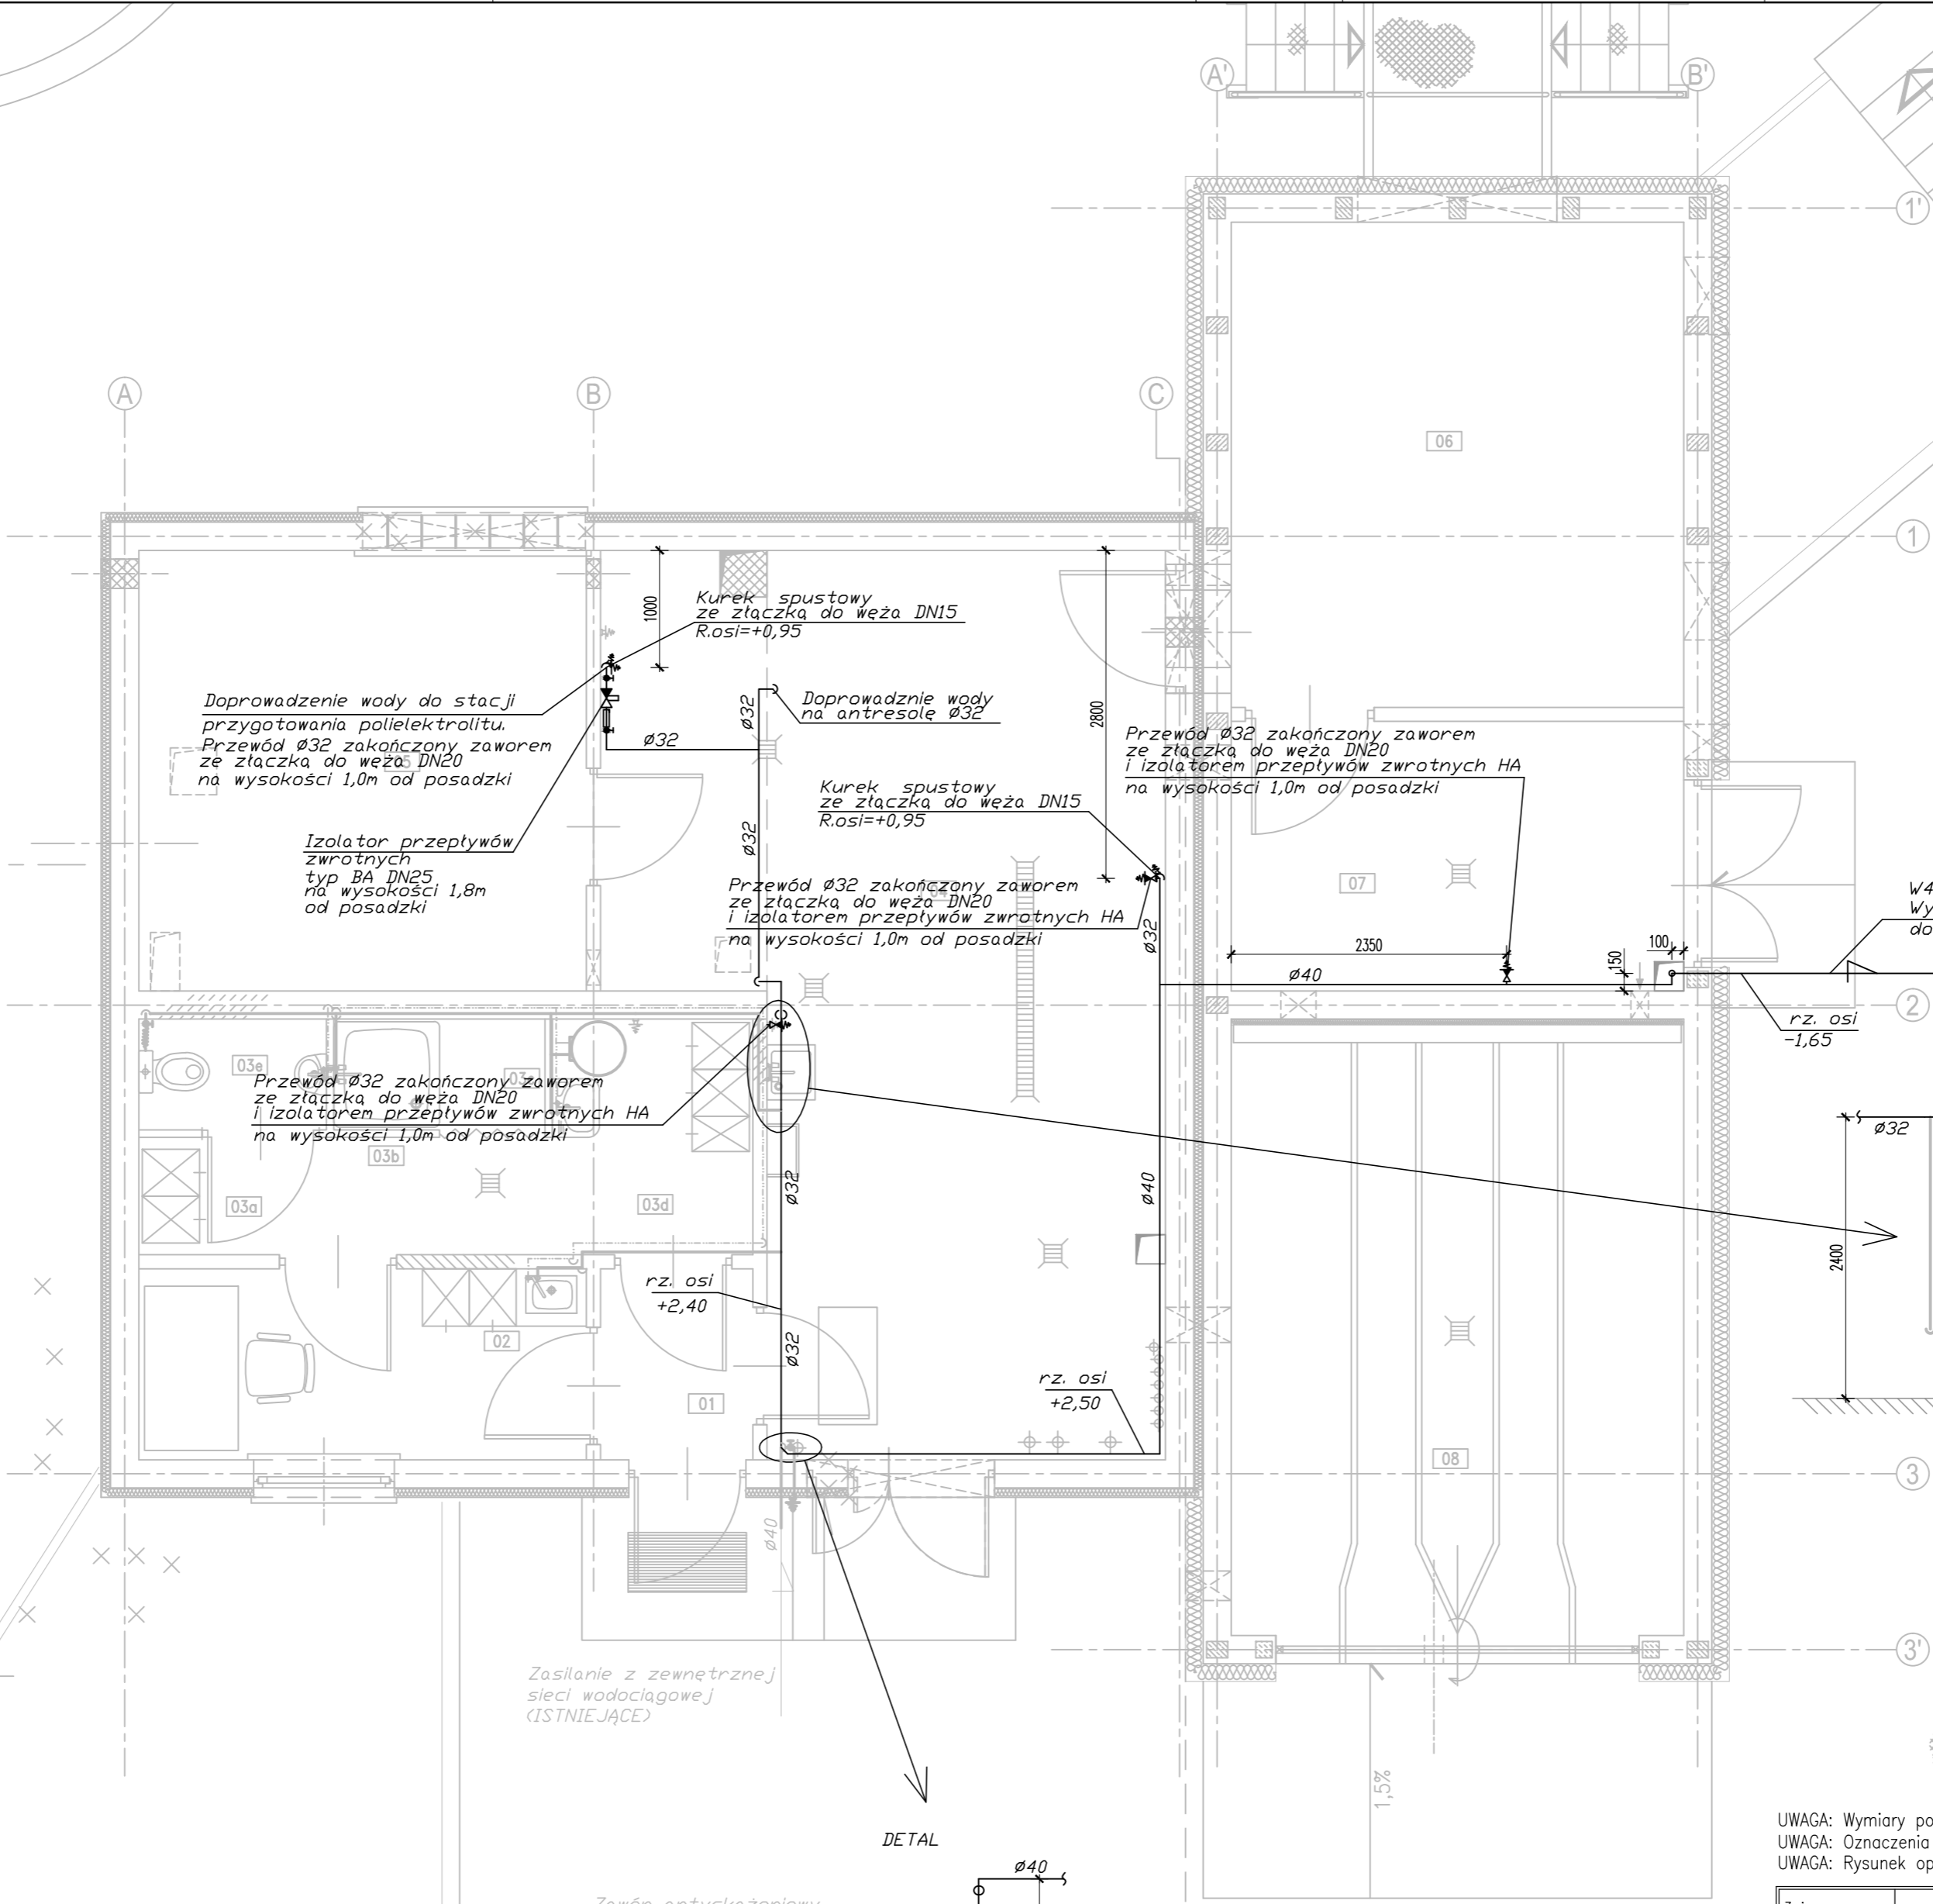 A'
B'
1'
A
B
C
06
1
1000
Kurek spustowy
ze złączką do węża DN15
R.osi=+0,95
Doprowadzenie wody do stacji
przygotowania polielektrolitu.
Przewód Ø32 zakończony zaworem
ze złączką do węża DN20
na wysokości 1,0m od posadzki
Ø32
Ø32
Doprowadznie wody
na antresolę Ø32
2800
Przewód Ø32 zakończony zaworem
ze złączką do węża DN20
i izolatorem przepływów zwrotnych HA
na wysokości 1,0m od posadzki
Izolator przepływów
zwrotnych
typ BA DN25
na wysokości 1,8m
od posadzki
Ø32
Kurek spustowy
ze złączką do węża DN15
R.osi=+0,95
Przewód Ø32 zakończony zaworem
ze złączką do węża DN20
i izolatorem przepływów zwrotnych HA
na wysokości 1,0m od posadzki
04
Ø32
07
2350
100
150
Ø40
W4
Wy
do
rz. osi
-1,65
2
03e
Przewód Ø32 zakończony zaworem
ze złączką do węża DN20
i izolatorem przepływów zwrotnych HA
na wysokości 1,0m od posadzki
03b
03a
03d
Ø32
Ø40
Ø32
2400
rz. osi
+2,40
Ø32
02
01
rz. osi
+2,50
08
3
Ø40
3'
Zasilanie z zewnętrznej
sieci wodociągowej
(ISTNIEJĄCE)
1,5%
DETAL
Ø40
UWAGA: Wymiary po
UWAGA: Oznaczenia
UWAGA: Rysunek op